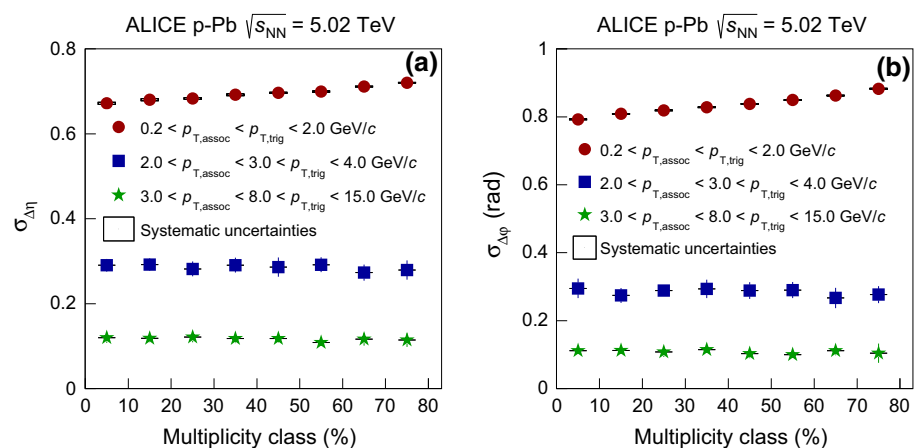 ALICE p-Pb √sNN = 5.02 TeV
(a)
0.8
0.6
0.4
0.2
0
σΔη
0.2 < pT,assoc < pT,trig < 2.0 GeV/c
2.0 < pT,assoc < 3.0 < pT,trig < 4.0 GeV/c
3.0 < pT,assoc < 8.0 < pT,trig < 15.0 GeV/c
Systematic uncertainties
0 10 20 30 40 50 60 70 80
Multiplicity class (%)
ALICE p-Pb √sNN = 5.02 TeV
(b)
1
0.8
0.6
0.4
0.2
0
σΔφ (rad)
0.2 < pT,assoc < pT,trig < 2.0 GeV/c
2.0 < pT,assoc < 3.0 < pT,trig < 4.0 GeV/c
3.0 < pT,assoc < 8.0 < pT,trig < 15.0 GeV/c
Systematic uncertainties
0 10 20 30 40 50 60 70 80
Multiplicity class (%)